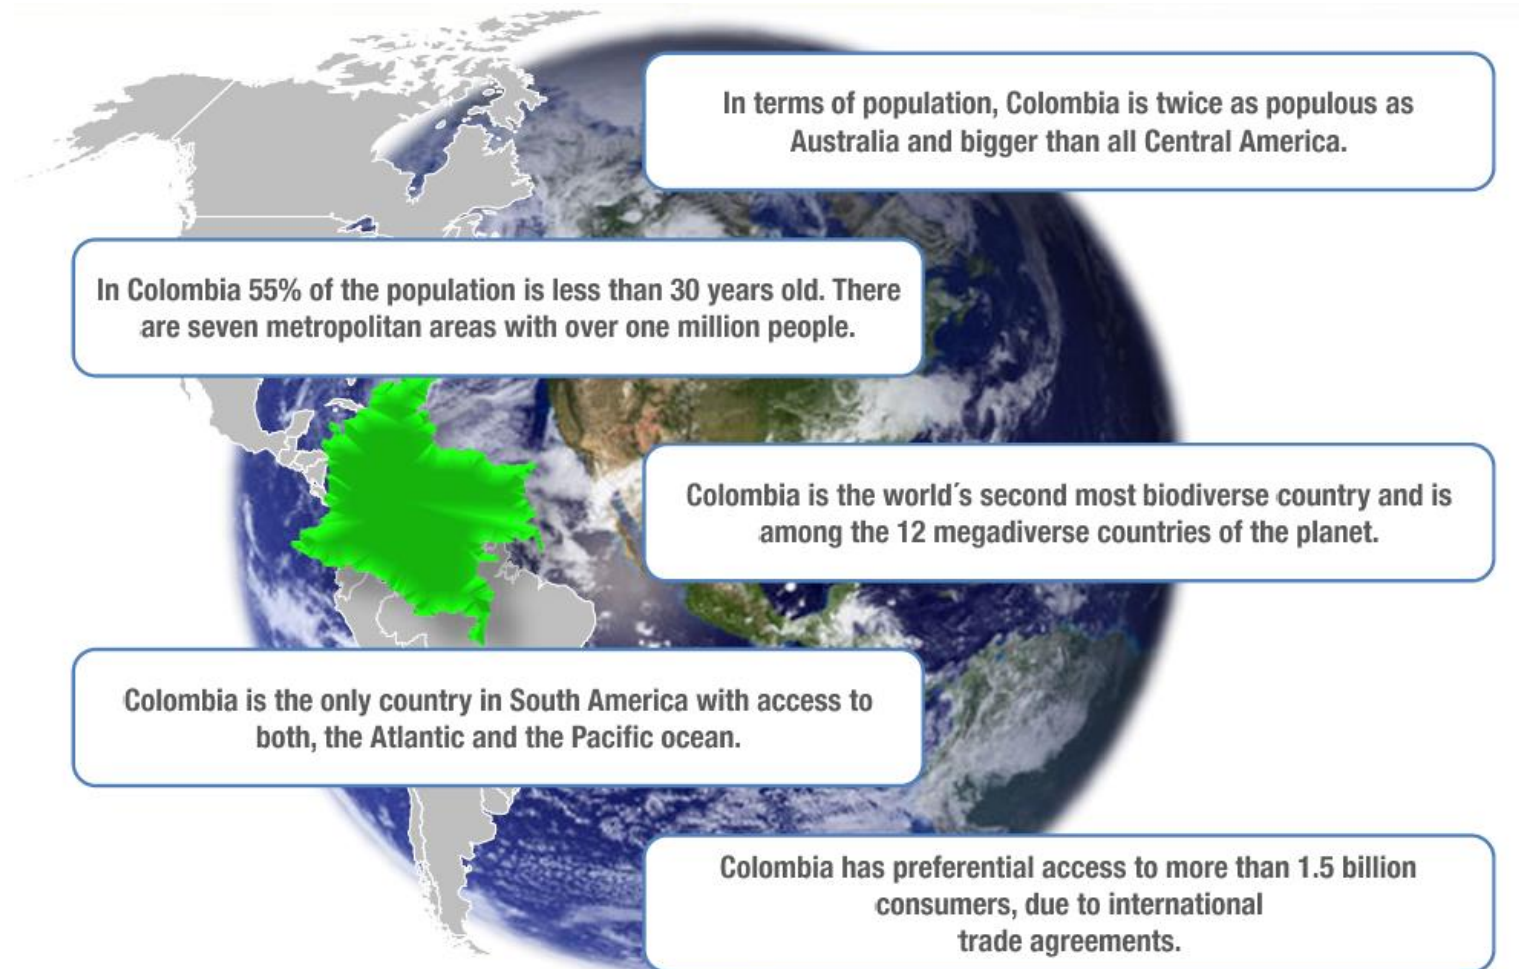 In terms of population, Colombia is twice as populous as
Australia and bigger than all Central America.
In Colombia 55% of the population is less than 30 years old. There
are seven metropolitan areas with over one million people.
Colombia is the world´s second most biodiverse country and is
among the 12 megadiverse countries of the planet.
Colombia is the only country in South America with access to
both, the Atlantic and the Pacific ocean.
Colombia has preferential access to more than 1.5 billion
consumers, due to international
trade agreements.